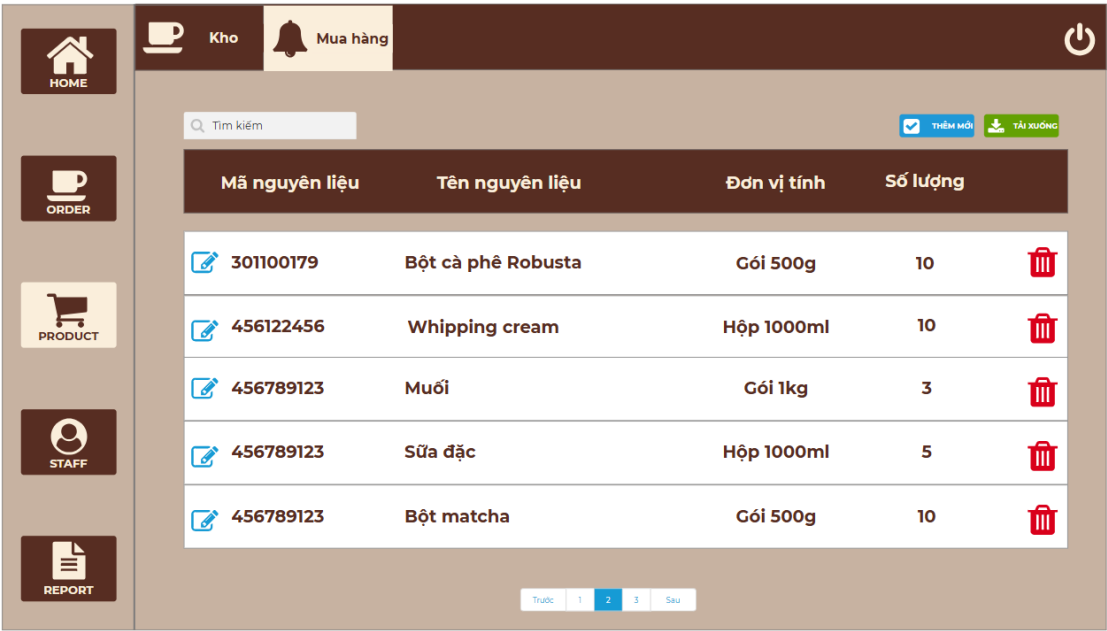 HOME
Kho
Mua hàng
Tìm kiếm
THÊM MỚI
TẢI XUỐNG
Mã nguyên liệu Tên nguyên liệu Đơn vị tính Số lượng
301100179 Bột cà phê Robusta Gói 500g 10
456122456 Whipping cream Hộp 1000ml 10
456789123 Muối Gói 1kg 3
456789123 Sữa đặc Hộp 1000ml 5
456789123 Bột matcha Gói 500g 10
ORDER
PRODUCT
STAFF
REPORT
Trước 1 2 3 Sau